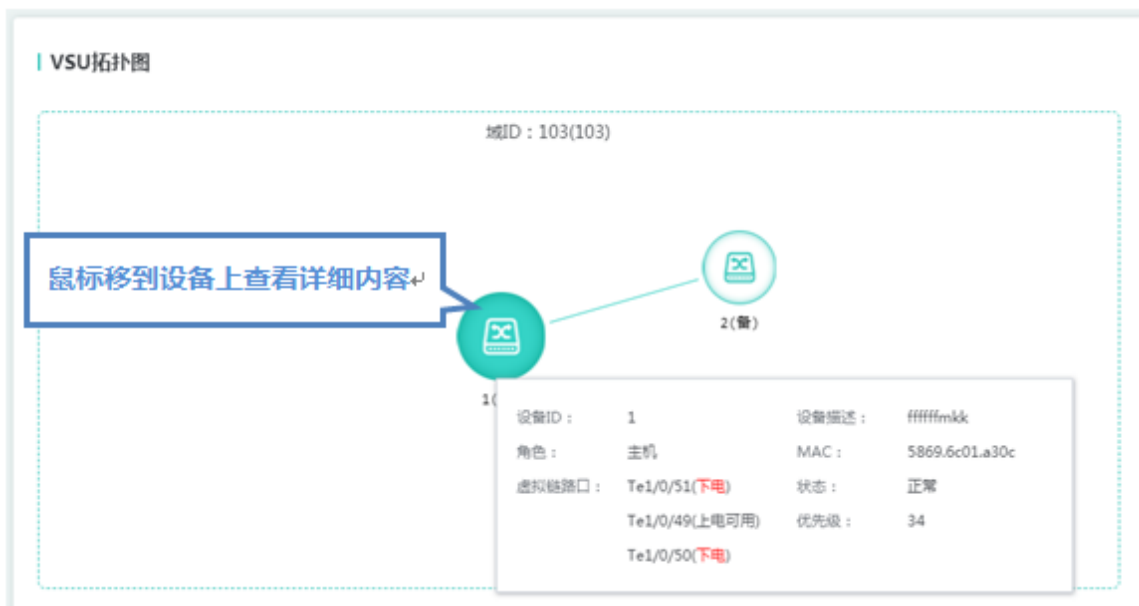 VSU拓扑图
域ID：103(103)
鼠标移到设备上查看详细内容
2(备)
1(
设备ID： 1 设备描述： ffffffmkk
角色： 主机 MAC： 5869.6c01.a30c
虚拟链路口： Te1/0/51(下电) 状态： 正常
Te1/0/49(上电可用) 优先级： 34
Te1/0/50(下电)